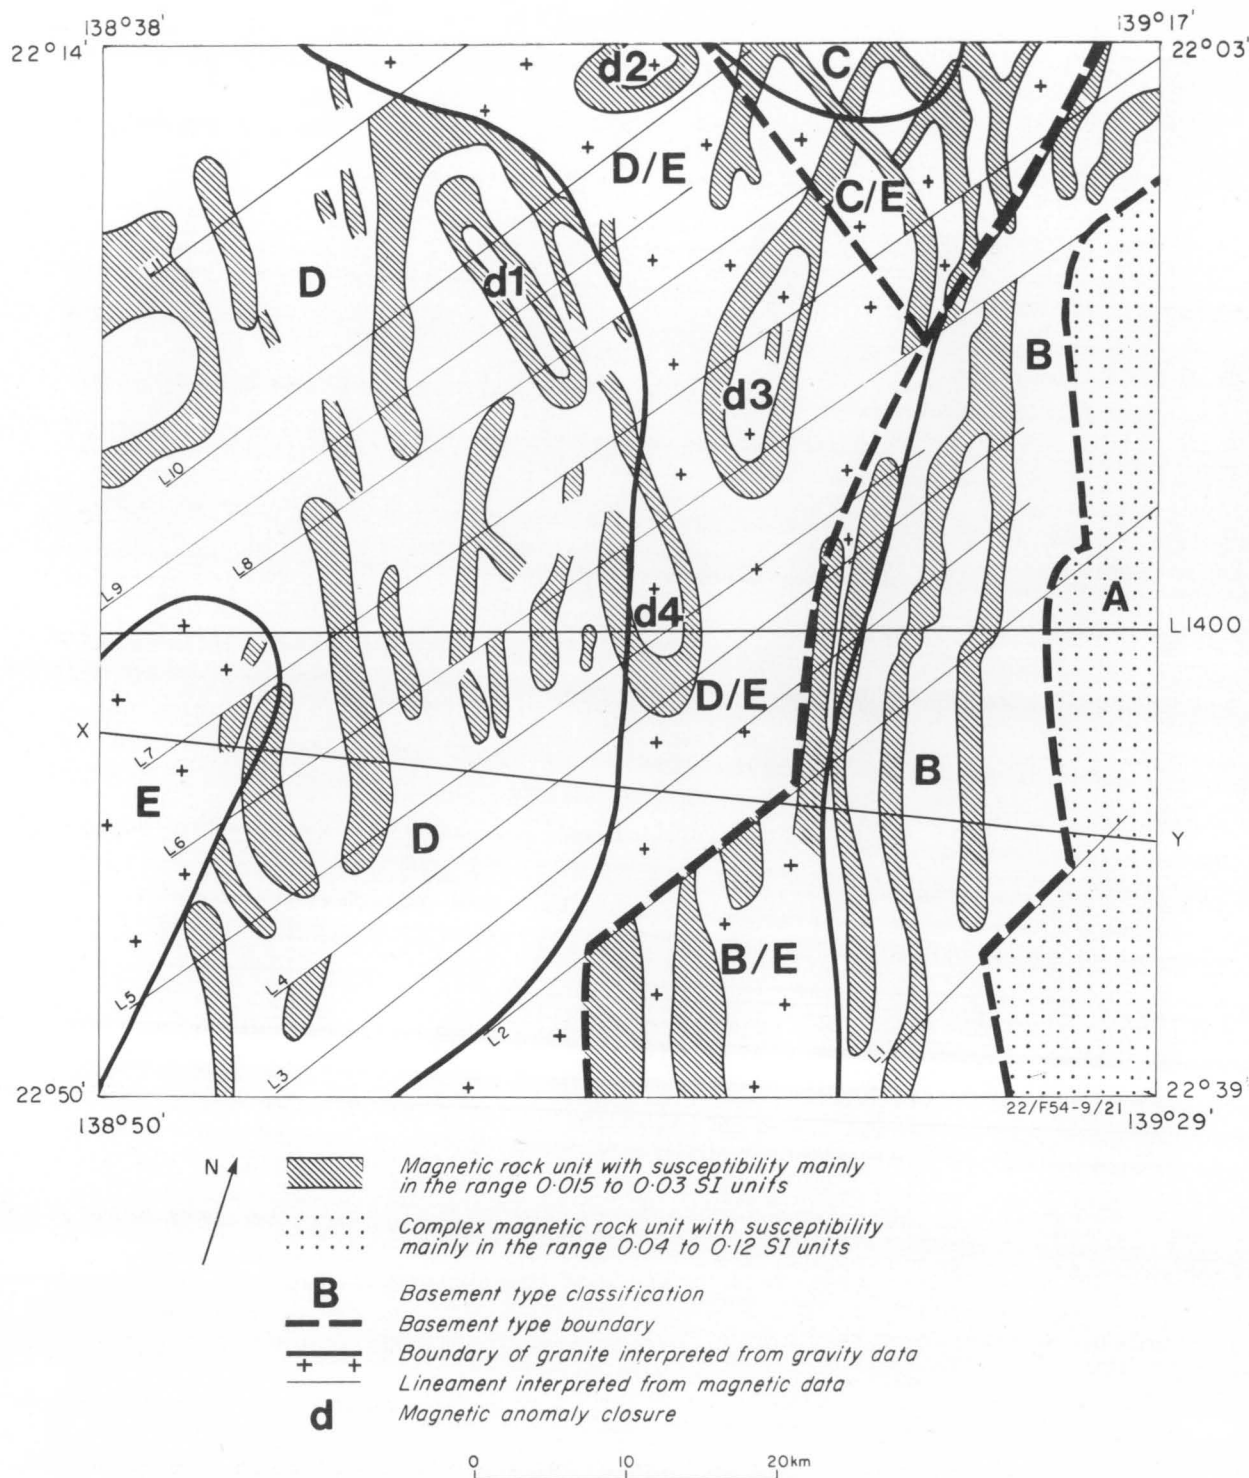 138°38'
139°17'
22°14'
22°03'
d2
C
D/E
C/E
L11
D
d1
B
d3
L10
L9
L8
A
d4
L1400
D/E
X
L7
E
B
L6
D
Y
B/E
L5
L4
L3
L2
L1
22°50'
22°39'
22/F54-9/21
138°50'
139°29'
N
Magnetic rock unit with susceptibility mainly
in the range 0·015 to 0·03 SI units
Complex magnetic rock unit with susceptibility
mainly in the range 0·04 to 0·12 SI units
B Basement type classification
Basement type boundary
Boundary of granite interpreted from gravity data
Lineament interpreted from magnetic data
d Magnetic anomaly closure
0 10 20km